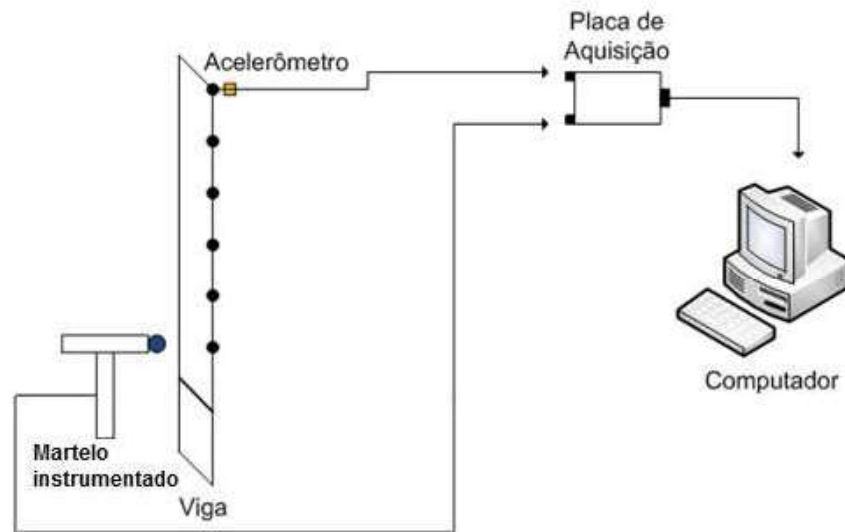 Placa de
Aquisição
Acelerômetro
Computador
Martelo
instrumentado
Viga